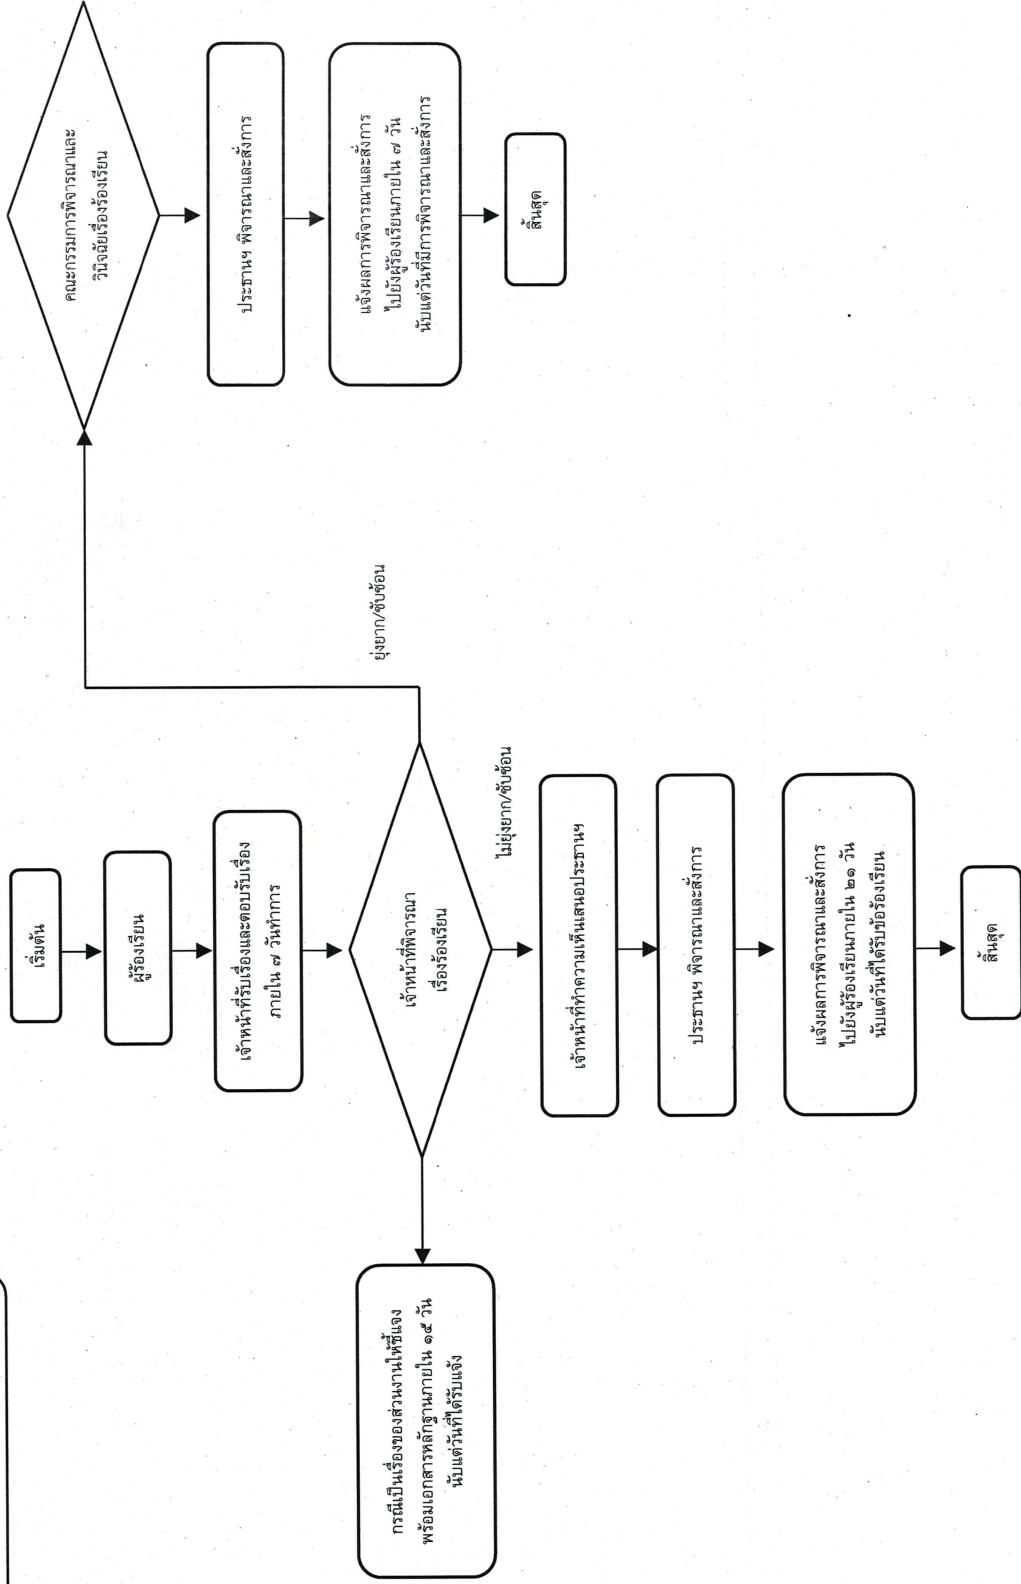 เริ่มต้น
ผู้ร้องเรียน
เจ้าหน้าที่รับเรื่องและตอบรับเรื่อง
ภายใน ๗ วันทำการ
เจ้าหน้าที่พิจารณา
เรื่องร้องเรียน
กรณีเป็นเรื่องของส่วนงานให้ชี้แจง
พร้อมเอกสารหลักฐานภายใน ๑๕ วัน
นับแต่วันที่ได้รับแจ้ง
ไม่ยุ่งยาก/ซับซ้อน
เจ้าหน้าที่ทำความเห็นเสนอประธานฯ
ประธานฯ พิจารณาและสั่งการ
แจ้งผลการพิจารณาและสั่งการ
ไปยังผู้ร้องเรียนภายใน ๒๑ วัน
นับแต่วันที่ได้รับข้อร้องเรียน
สิ้นสุด
ยุ่งยาก/ซับซ้อน
คณะกรรมการพิจารณาและ
วินิจฉัยเรื่องร้องเรียน
ประธานฯ พิจารณาและสั่งการ
แจ้งผลการพิจารณาและสั่งการ
ไปยังผู้ร้องเรียนภายใน ๗ วัน
นับแต่วันที่มีการพิจารณาและสั่งการ
สิ้นสุด